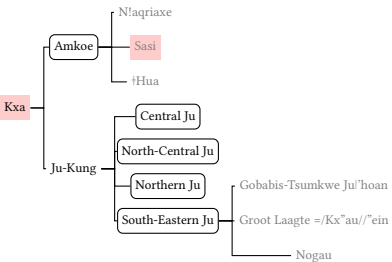 N!aqriaxe
Amkoe
Sasi
†Hua
Kxa
Central Ju
Ju-Kung
North-Central Ju
Northern Ju
Gobabis-Tsumkwe Ju|'hoan
South-Eastern Ju
Groot Laagte =/Kx”au//”ein
Nogau